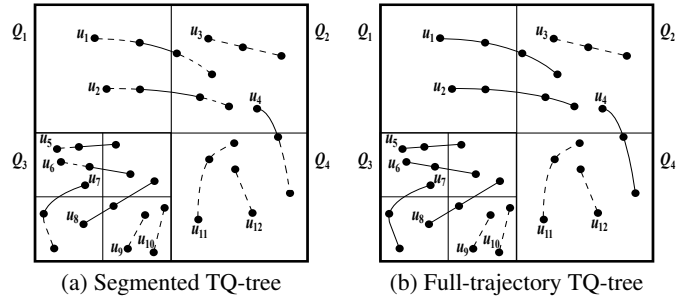 Q1 u1 u3 Q2
u2 u4
u5
Q3 u6 Q4
u7
u8
u9 u10 u11 u12
(a) Segmented TQ-tree
Q1 u1 u3 Q2
u2 u4
u5
Q3 u6 Q4
u7
u8
u9 u10 u11 u12
(b) Full-trajectory TQ-tree